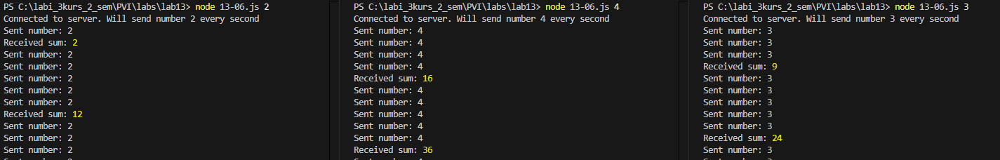 PS C:\labi_3kurs_2_sem\PVI\labs\lab13> node 13-06.js 2
Connected to server. Will send number 2 every second
Sent number: 2
Received sum: 2
Sent number: 2
Sent number: 2
Sent number: 2
Sent number: 2
Sent number: 2
Received sum: 12
Sent number: 2
Sent number: 2
Sent number: 2
PS C:\labi_3kurs_2_sem\PVI\labs\lab13> node 13-06.js 4
Connected to server. Will send number 4 every second
Sent number: 4
Sent number: 4
Sent number: 4
Sent number: 4
Received sum: 16
Sent number: 4
Sent number: 4
Sent number: 4
Sent number: 4
Sent number: 4
Received sum: 36
PS C:\labi_3kurs_2_sem\PVI\labs\lab13> node 13-06.js 3
Connected to server. Will send number 3 every second
Sent number: 3
Sent number: 3
Sent number: 3
Received sum: 9
Sent number: 3
Sent number: 3
Sent number: 3
Sent number: 3
Sent number: 3
Received sum: 24
Sent number: 3